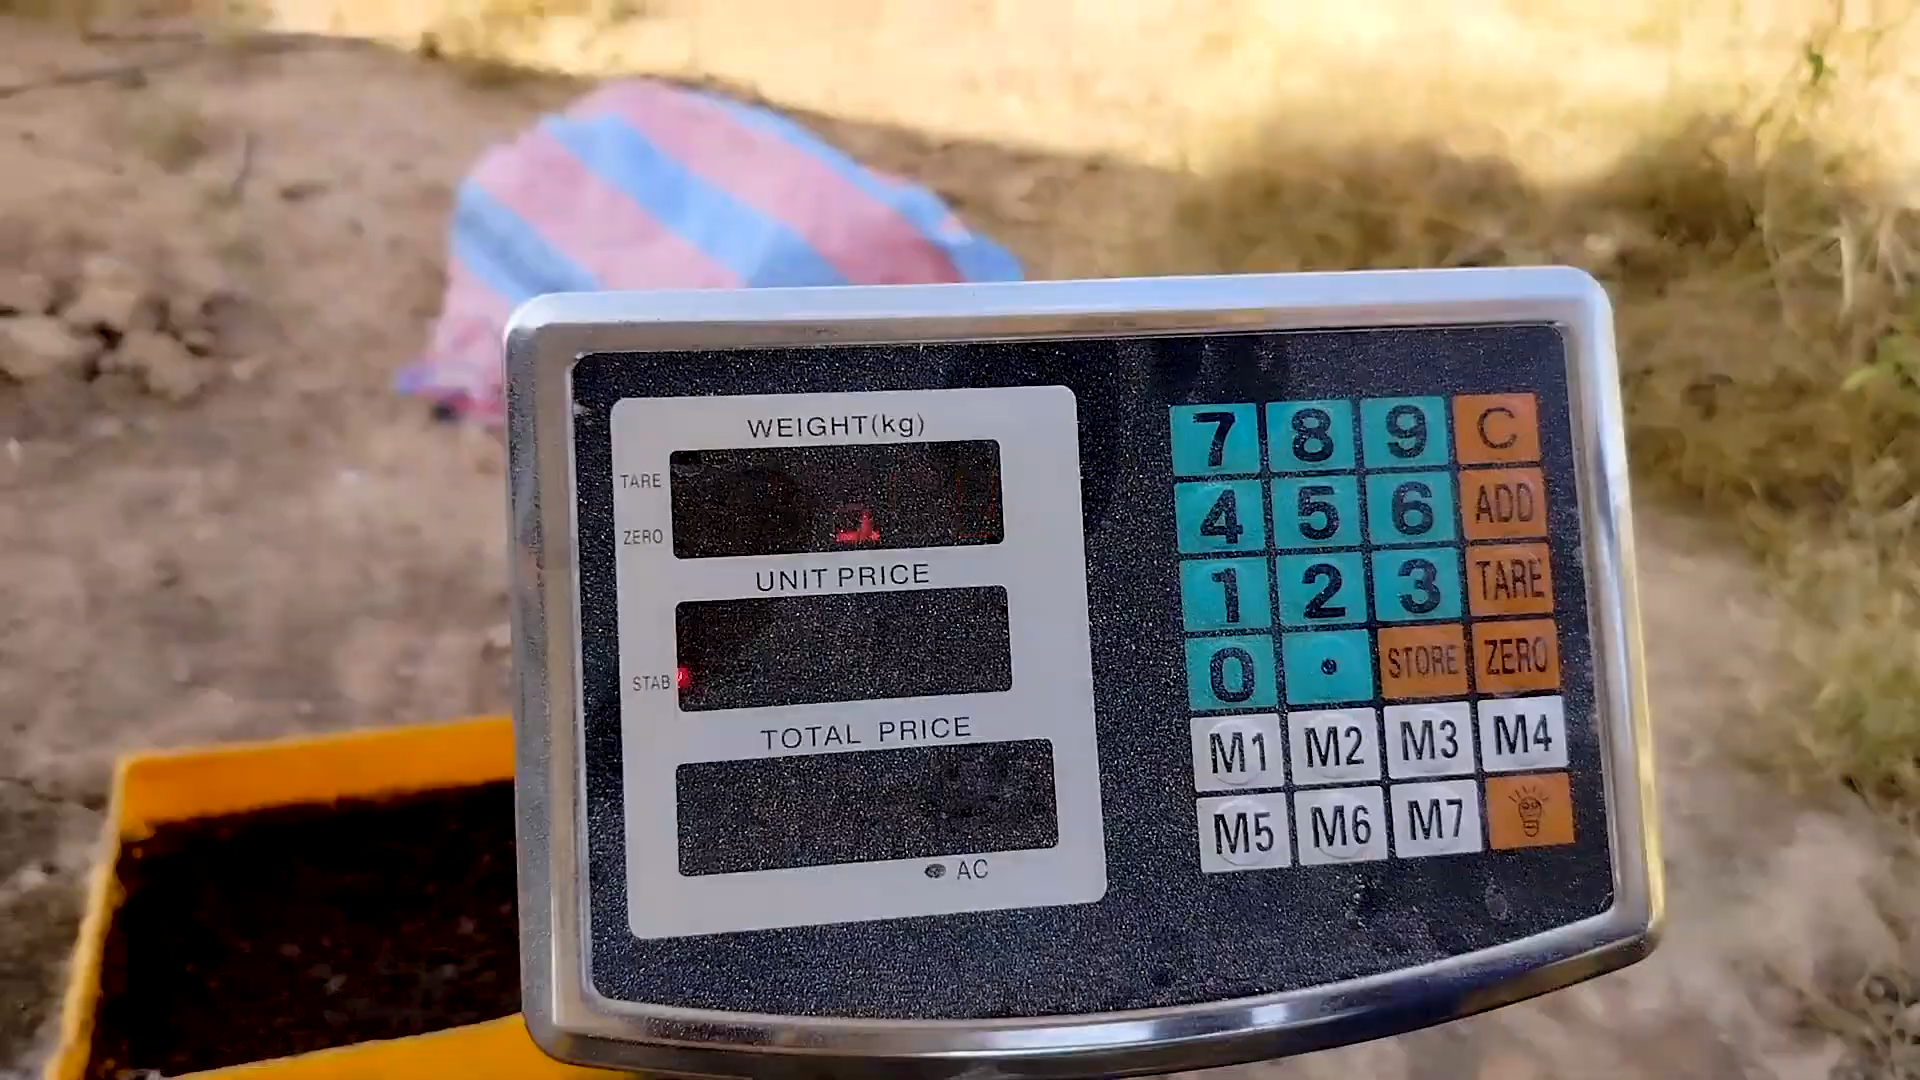 WEIGHT(kg)
TARE
ZERO
UNIT PRICE
STAB
TOTAL PRICE
AC
7 8 9 C
4 5 6 ADD
1 2 3 TARE
0 . STORE ZERO
M1 M2 M3 M4
M5 M6 M7